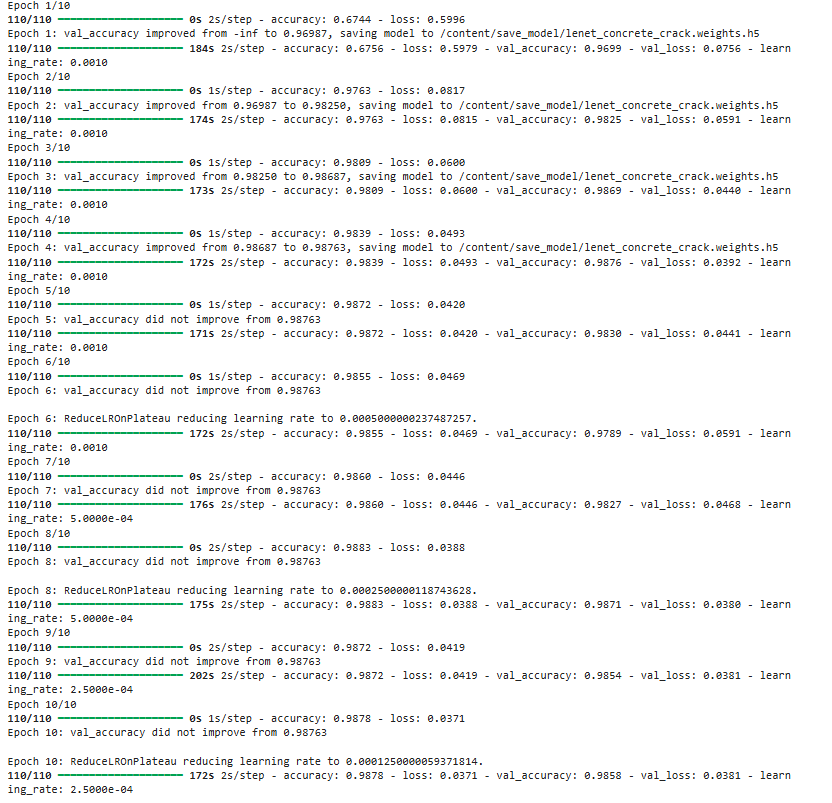 Epoch 1/10
110/110 ━━━━━━━━━━━━━━━━━━━━ 0s 2s/step - accuracy: 0.6744 - loss: 0.5996
Epoch 1: val_accuracy improved from -inf to 0.96987, saving model to /content/save_model/lenet_concrete_crack.weights.h5
110/110 ━━━━━━━━━━━━━━━━━━━━ 184s 2s/step - accuracy: 0.6756 - loss: 0.5979 - val_accuracy: 0.9699 - val_loss: 0.0756 - learn
ing_rate: 0.0010
Epoch 2/10
110/110 ━━━━━━━━━━━━━━━━━━━━ 0s 1s/step - accuracy: 0.9763 - loss: 0.0817
Epoch 2: val_accuracy improved from 0.96987 to 0.98250, saving model to /content/save_model/lenet_concrete_crack.weights.h5
110/110 ━━━━━━━━━━━━━━━━━━━━ 174s 2s/step - accuracy: 0.9763 - loss: 0.0815 - val_accuracy: 0.9825 - val_loss: 0.0591 - learn
ing_rate: 0.0010
Epoch 3/10
110/110 ━━━━━━━━━━━━━━━━━━━━ 0s 1s/step - accuracy: 0.9809 - loss: 0.0600
Epoch 3: val_accuracy improved from 0.98250 to 0.98687, saving model to /content/save_model/lenet_concrete_crack.weights.h5
110/110 ━━━━━━━━━━━━━━━━━━━━ 173s 2s/step - accuracy: 0.9809 - loss: 0.0600 - val_accuracy: 0.9869 - val_loss: 0.0440 - learn
ing_rate: 0.0010
Epoch 4/10
110/110 ━━━━━━━━━━━━━━━━━━━━ 0s 1s/step - accuracy: 0.9839 - loss: 0.0493
Epoch 4: val_accuracy improved from 0.98687 to 0.98763, saving model to /content/save_model/lenet_concrete_crack.weights.h5
110/110 ━━━━━━━━━━━━━━━━━━━━ 172s 2s/step - accuracy: 0.9839 - loss: 0.0493 - val_accuracy: 0.9876 - val_loss: 0.0392 - learn
ing_rate: 0.0010
Epoch 5/10
110/110 ━━━━━━━━━━━━━━━━━━━━ 0s 1s/step - accuracy: 0.9872 - loss: 0.0420
Epoch 5: val_accuracy did not improve from 0.98763
110/110 ━━━━━━━━━━━━━━━━━━━━ 171s 2s/step - accuracy: 0.9872 - loss: 0.0420 - val_accuracy: 0.9830 - val_loss: 0.0441 - learn
ing_rate: 0.0010
Epoch 6/10
110/110 ━━━━━━━━━━━━━━━━━━━━ 0s 1s/step - accuracy: 0.9855 - loss: 0.0469
Epoch 6: val_accuracy did not improve from 0.98763
Epoch 6: ReduceLROnPlateau reducing learning rate to 0.0005000000237487257.
110/110 ━━━━━━━━━━━━━━━━━━━━ 172s 2s/step - accuracy: 0.9855 - loss: 0.0469 - val_accuracy: 0.9789 - val_loss: 0.0591 - learn
ing_rate: 0.0010
Epoch 7/10
110/110 ━━━━━━━━━━━━━━━━━━━━ 0s 2s/step - accuracy: 0.9860 - loss: 0.0446
Epoch 7: val_accuracy did not improve from 0.98763
110/110 ━━━━━━━━━━━━━━━━━━━━ 176s 2s/step - accuracy: 0.9860 - loss: 0.0446 - val_accuracy: 0.9827 - val_loss: 0.0468 - learn
ing_rate: 5.0000e-04
Epoch 8/10
110/110 ━━━━━━━━━━━━━━━━━━━━ 0s 2s/step - accuracy: 0.9883 - loss: 0.0388
Epoch 8: val_accuracy did not improve from 0.98763
Epoch 8: ReduceLROnPlateau reducing learning rate to 0.0002500000118743628.
110/110 ━━━━━━━━━━━━━━━━━━━━ 175s 2s/step - accuracy: 0.9883 - loss: 0.0388 - val_accuracy: 0.9871 - val_loss: 0.0380 - learn
ing_rate: 5.0000e-04
Epoch 9/10
110/110 ━━━━━━━━━━━━━━━━━━━━ 0s 2s/step - accuracy: 0.9872 - loss: 0.0419
Epoch 9: val_accuracy did not improve from 0.98763
110/110 ━━━━━━━━━━━━━━━━━━━━ 202s 2s/step - accuracy: 0.9872 - loss: 0.0419 - val_accuracy: 0.9854 - val_loss: 0.0381 - learn
ing_rate: 2.5000e-04
Epoch 10/10
110/110 ━━━━━━━━━━━━━━━━━━━━ 0s 1s/step - accuracy: 0.9878 - loss: 0.0371
Epoch 10: val_accuracy did not improve from 0.98763
Epoch 10: ReduceLROnPlateau reducing learning rate to 0.0001250000059371814.
110/110 ━━━━━━━━━━━━━━━━━━━━ 172s 2s/step - accuracy: 0.9878 - loss: 0.0371 - val_accuracy: 0.9858 - val_loss: 0.0381 - learn
ing_rate: 2.5000e-04